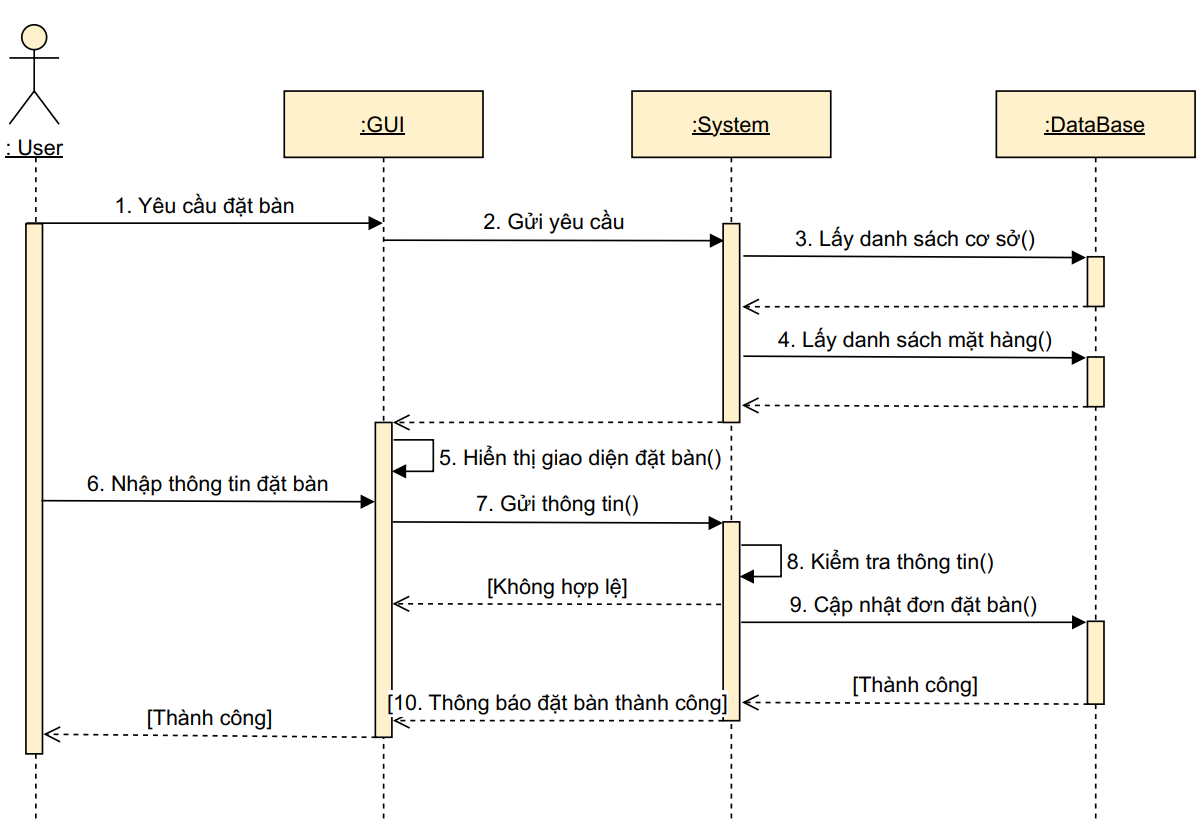 : User
:GUI
:System
:DataBase
1. Yêu cầu đặt bàn
2. Gửi yêu cầu
3. Lấy danh sách cơ sở()
4. Lấy danh sách mặt hàng()
5. Hiển thị giao diện đặt bàn()
6. Nhập thông tin đặt bàn
7. Gửi thông tin()
8. Kiểm tra thông tin()
[Không hợp lệ]
9. Cập nhật đơn đặt bàn()
[Thành công]
[10. Thông báo đặt bàn thành công]
[Thành công]